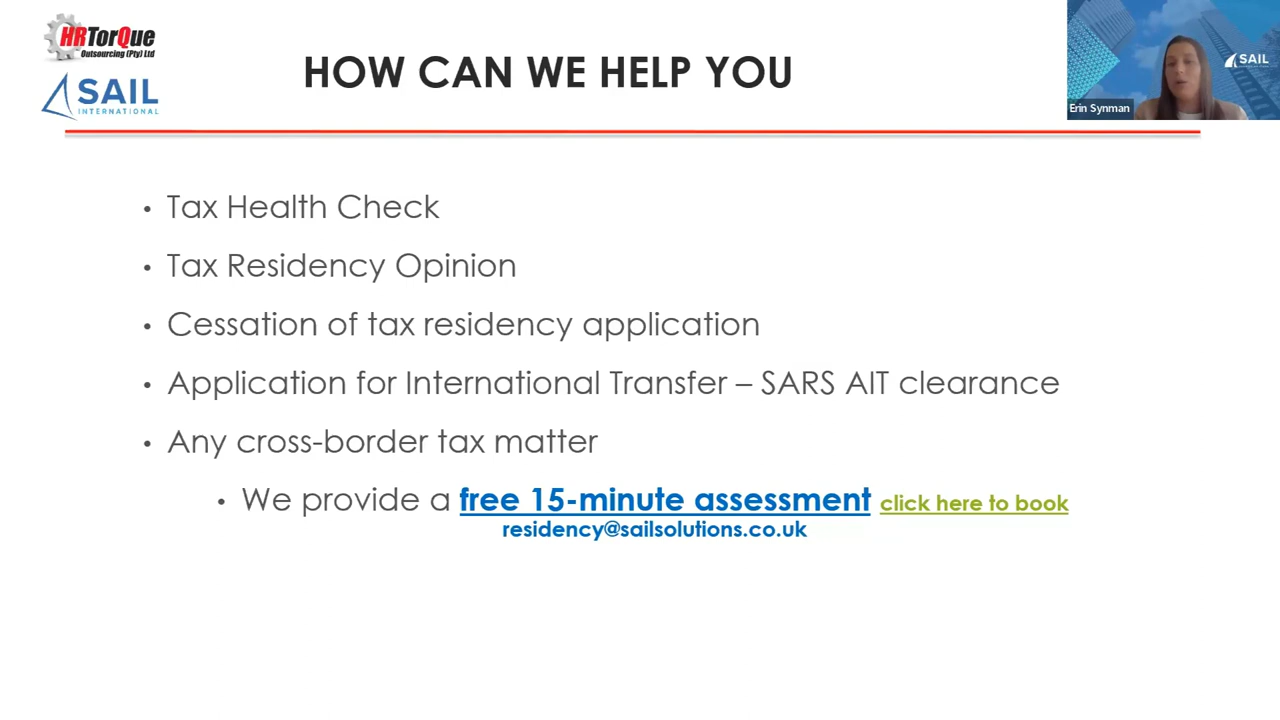 HRTorQue
Outsourcing (Pty) Ltd
SAIL
INTERNATIONAL
HOW CAN WE HELP YOU
SAIL
Erin Synman
• Tax Health Check
• Tax Residency Opinion
• Cessation of tax residency application
• Application for International Transfer – SARS AIT clearance
• Any cross-border tax matter
• We provide a free 15-minute assessment click here to book
residency@sailsolutions.co.uk